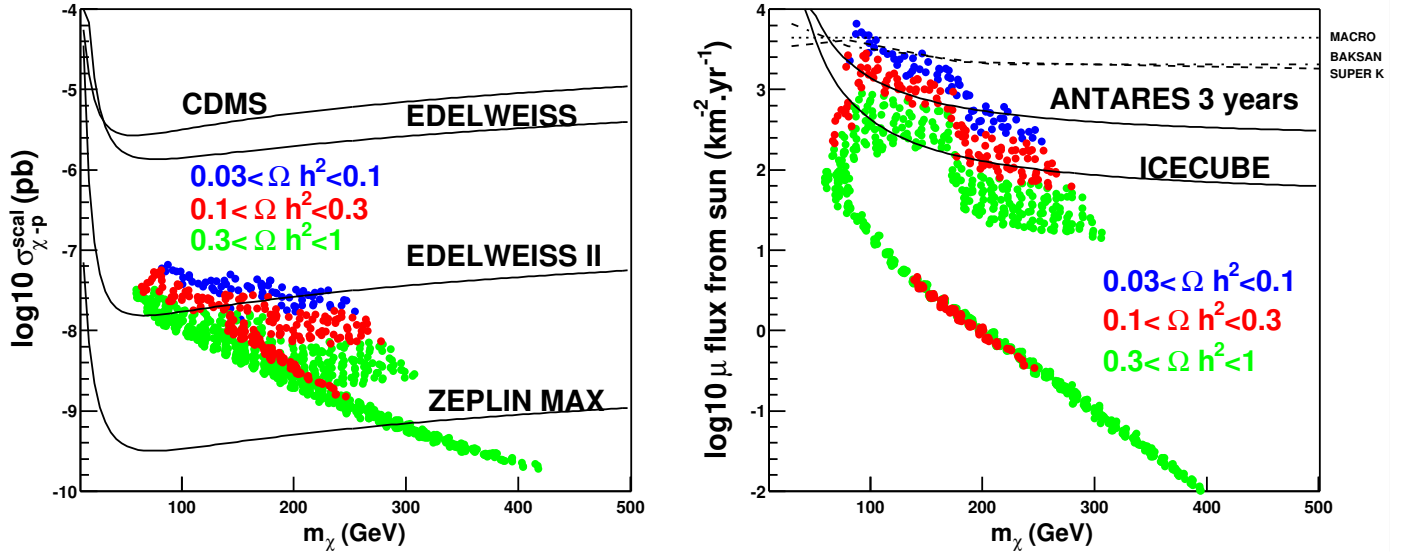 log10 σ^scal_χ-p (pb)
-4
-5
-6
-7
-8
-9
-10
CDMS
EDELWEISS
0.03< Ω h²<0.1
0.1< Ω h²<0.3
0.3< Ω h²<1
EDELWEISS II
ZEPLIN MAX
100 200 300 400 500
m_χ (GeV)
log10 μ flux from sun (km⁻².yr⁻¹)
4
3
2
1
0
-1
-2
MACRO
BAKSAN
SUPER K
ANTARES 3 years
ICECUBE
0.03< Ω h²<0.1
0.1< Ω h²<0.3
0.3< Ω h²<1
100 200 300 400 500
m_χ (GeV)